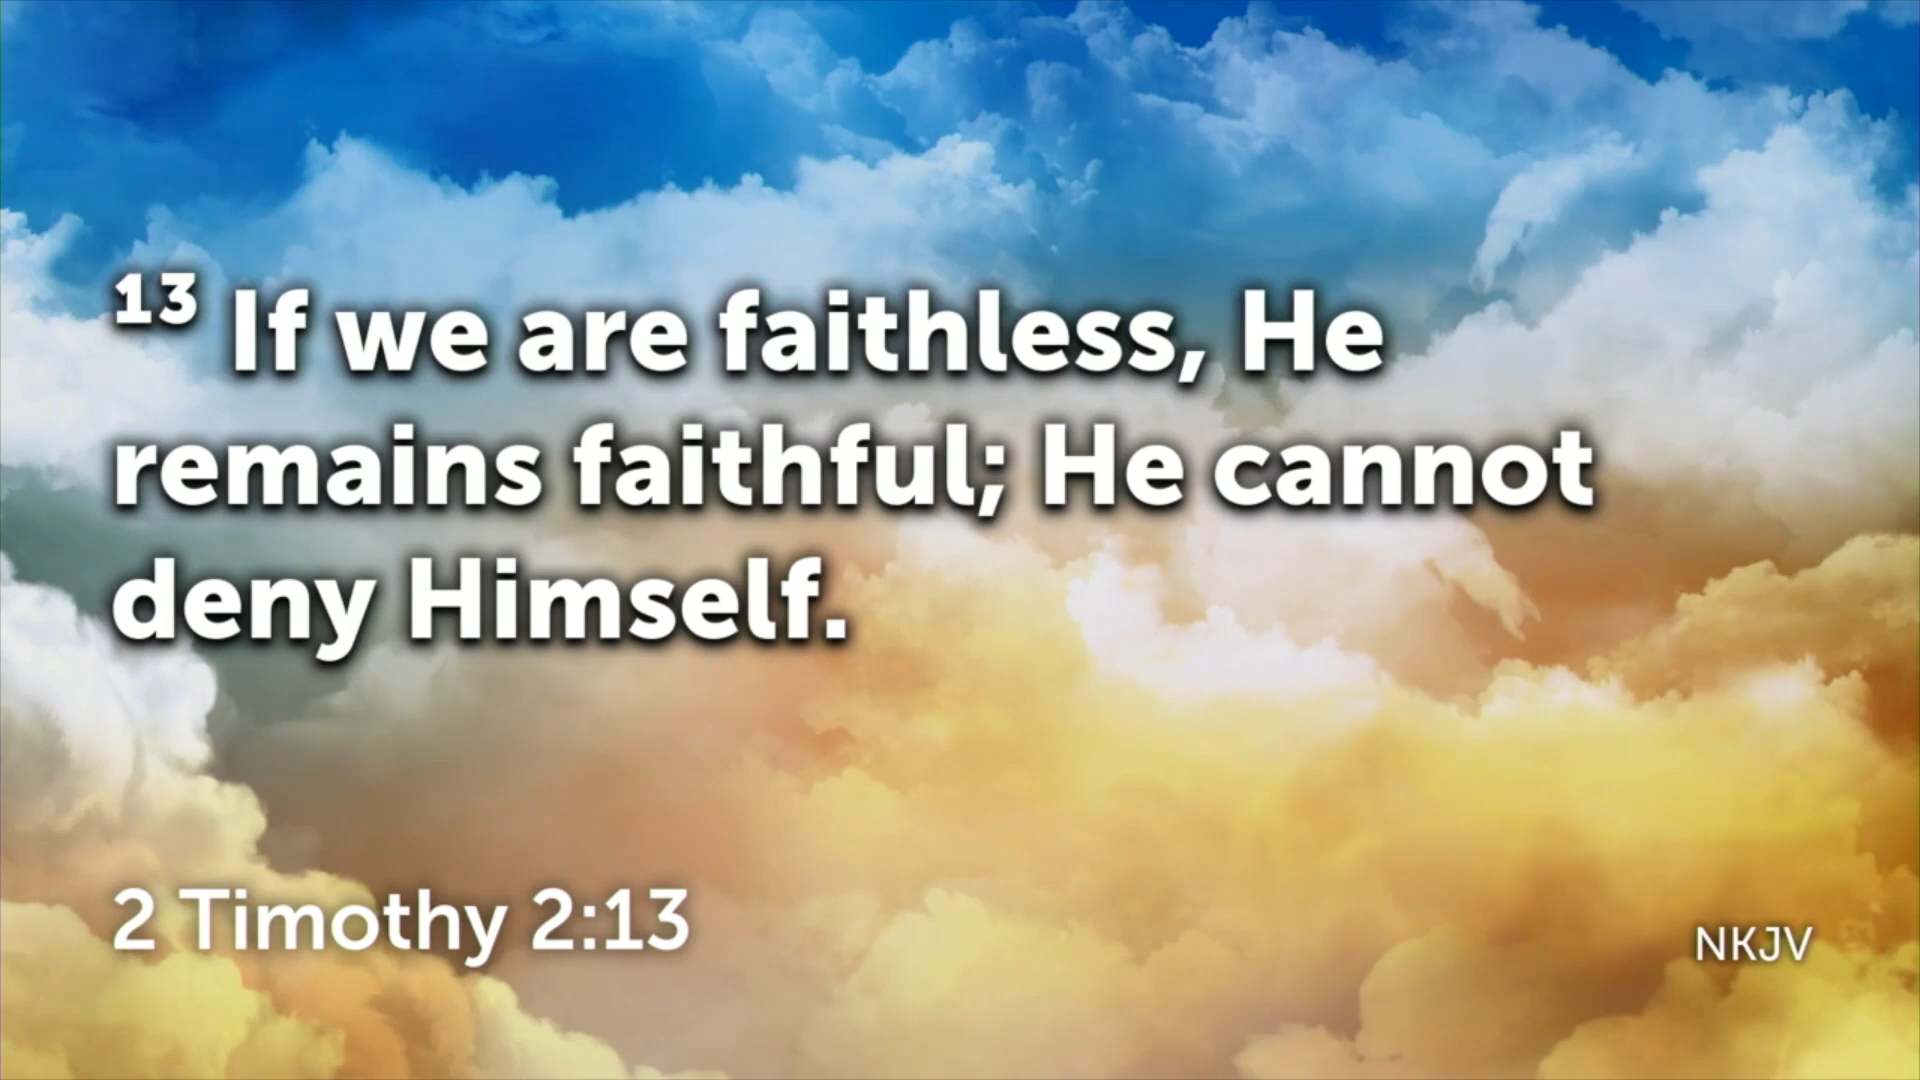 13 If we are faithless, He
remains faithful; He cannot
deny Himself.
2 Timothy 2:13
NKJV